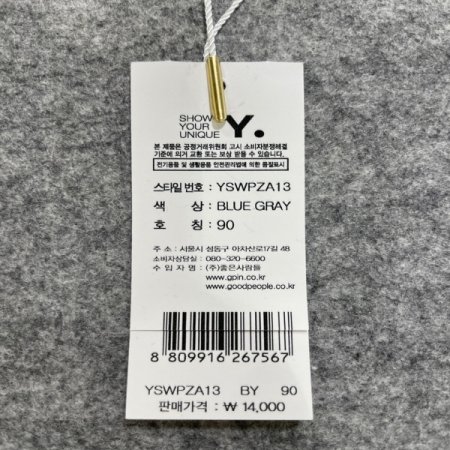 SHOW
YOUR
UNIQUE Y.
본 제품은 공정거래위원회 고시 소비자분쟁해결
기준에 의거 교환 또는 보상 받을 수 있습니다.
전기용품 및 생활용품 안전관리법에 의한 품질표시
스타일번호 : YSWPZA13
색 상 : BLUE GRAY
호 칭 : 90
주 소 : 서울시 성동구 아차산로17길 48
소비자상담실 : 080-320-6600
수 입 자 명 : (주)좋은사람들
www.gpin.co.kr
www.goodpeople.co.kr
8 809916 267567
YSWPZA13 BY 90
판매가격 : ₩ 14,000